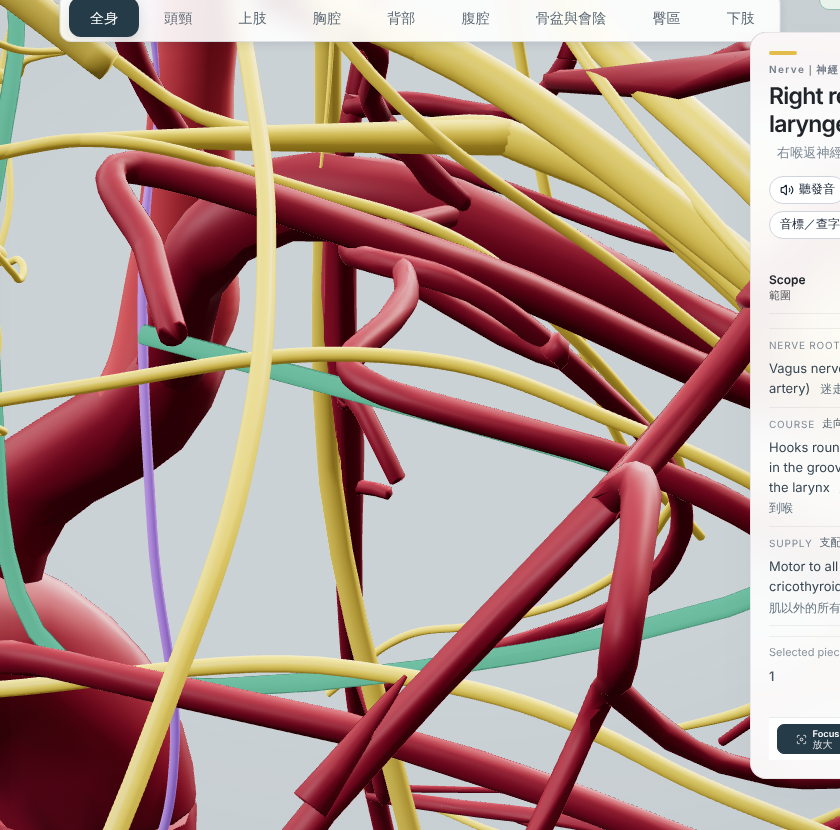 全身 頭頸 上肢 胸腔 背部 腹腔 骨盆與會陰 臀區 下肢
Nerve | 神經
Right re
larynge
右喉返神經
聽發音
音標／查字
Scope
範圍
NERVE ROOT
Vagus nerv
artery) 迷走
COURSE 走向
Hooks roun
in the groov
the larynx
到喉
SUPPLY 支配
Motor to all
cricothyroid
肌以外的所有
Selected piec
1
Focus
放大